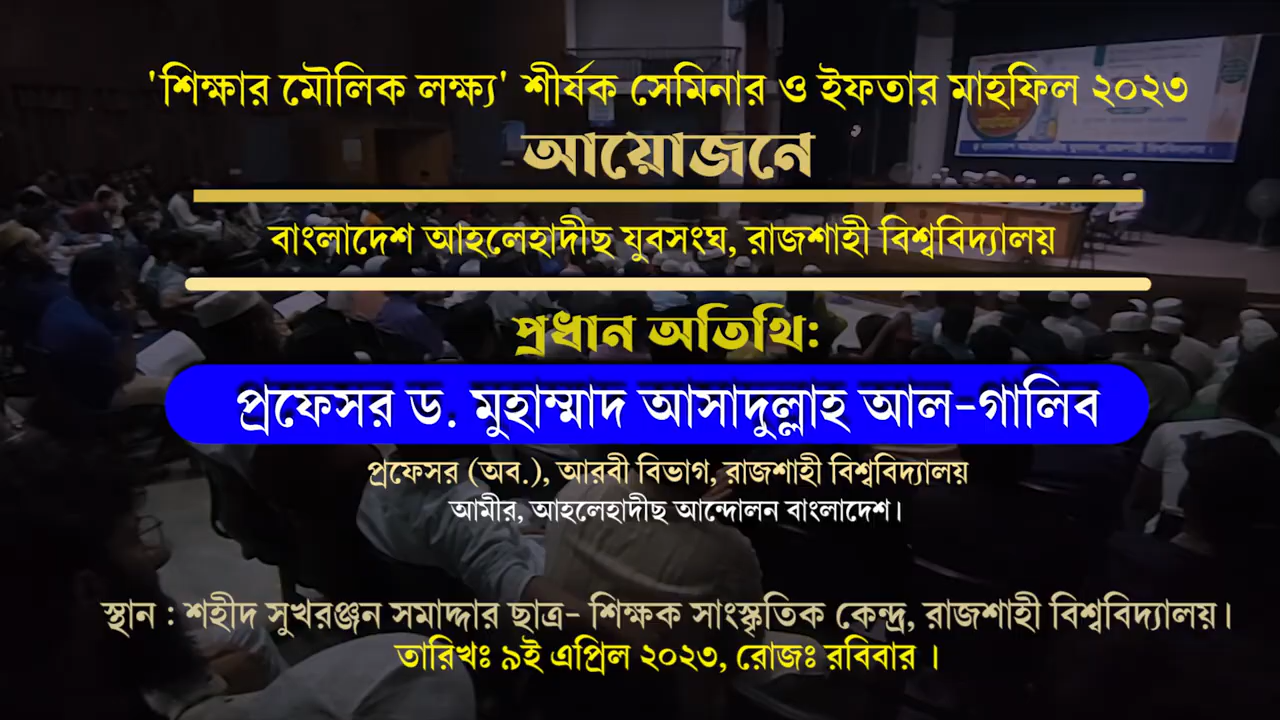 'শিক্ষার মৌলিক লক্ষ্য' শীর্ষক সেমিনার ও ইফতার মাহফিল ২০২৩
আয়োজনে
বাংলাদেশ আহলেহাদীছ যুবসংঘ, রাজশাহী বিশ্ববিদ্যালয়
প্রধান অতিথি:
প্রফেসর ড. মুহাম্মাদ আসাদুল্লাহ আল-গালিব
প্রফেসর (অব.), আরবী বিভাগ, রাজশাহী বিশ্ববিদ্যালয়
আমীর, আহলেহাদীছ আন্দোলন বাংলাদেশ।
স্থান : শহীদ সুখরঞ্জন সমাদ্দার ছাত্র- শিক্ষক সাংস্কৃতিক কেন্দ্র, রাজশাহী বিশ্ববিদ্যালয়।
তারিখঃ ৯ই এপ্রিল ২০২৩, রোজঃ রবিবার ।